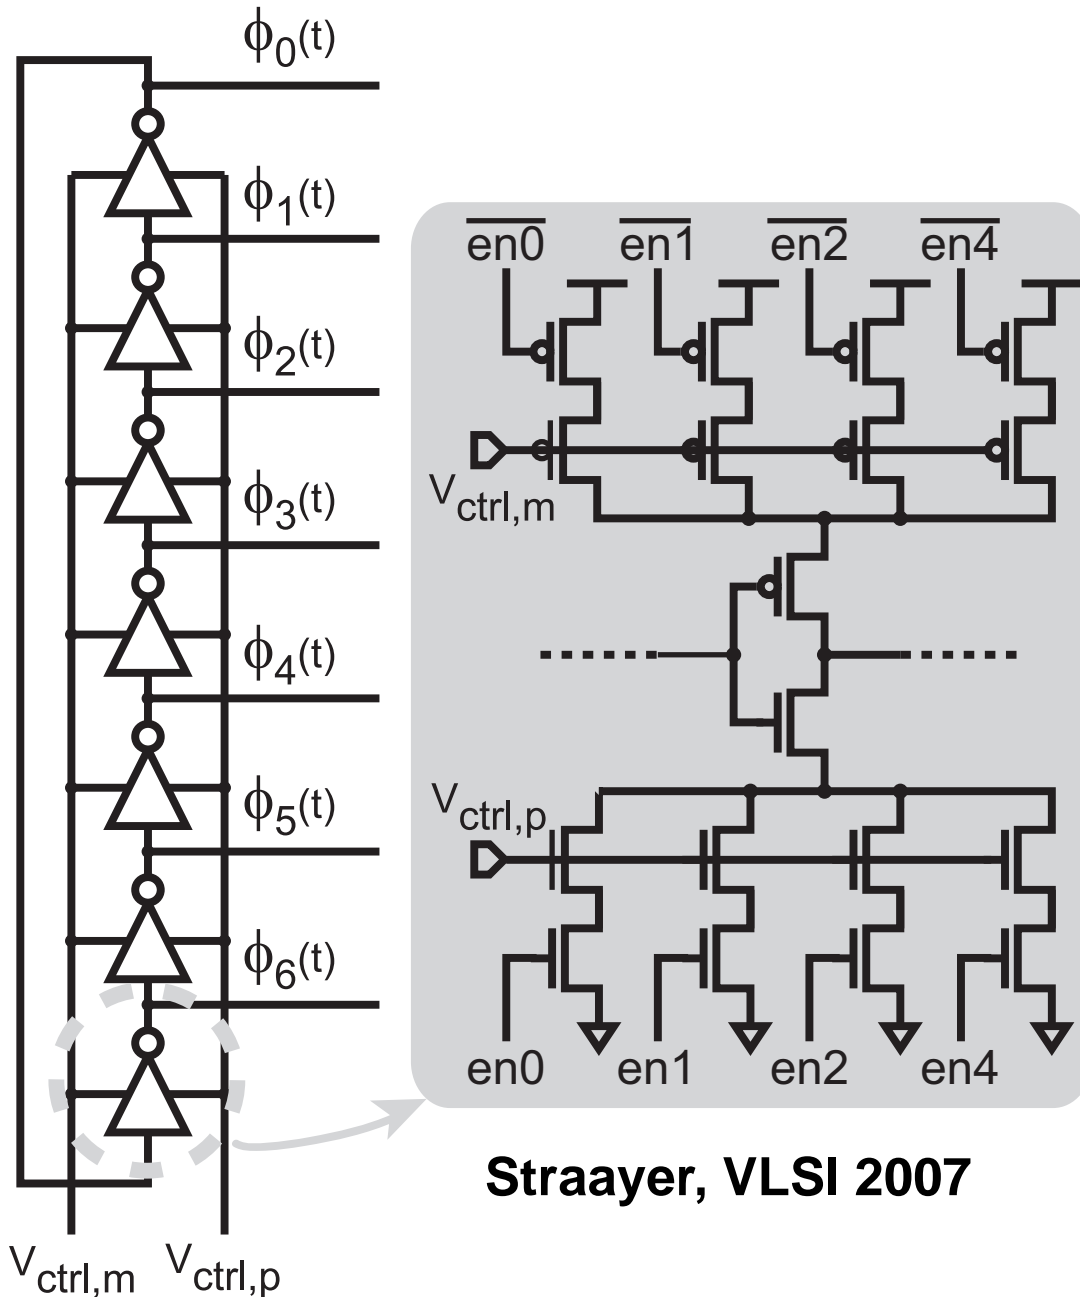 ϕ0(t)
ϕ1(t)
ϕ2(t)
ϕ3(t)
ϕ4(t)
ϕ5(t)
ϕ6(t)
Vctrl,m Vctrl,p
en0 en1 en2 en4
Vctrl,m
Vctrl,p
en0 en1 en2 en4
Straayer, VLSI 2007